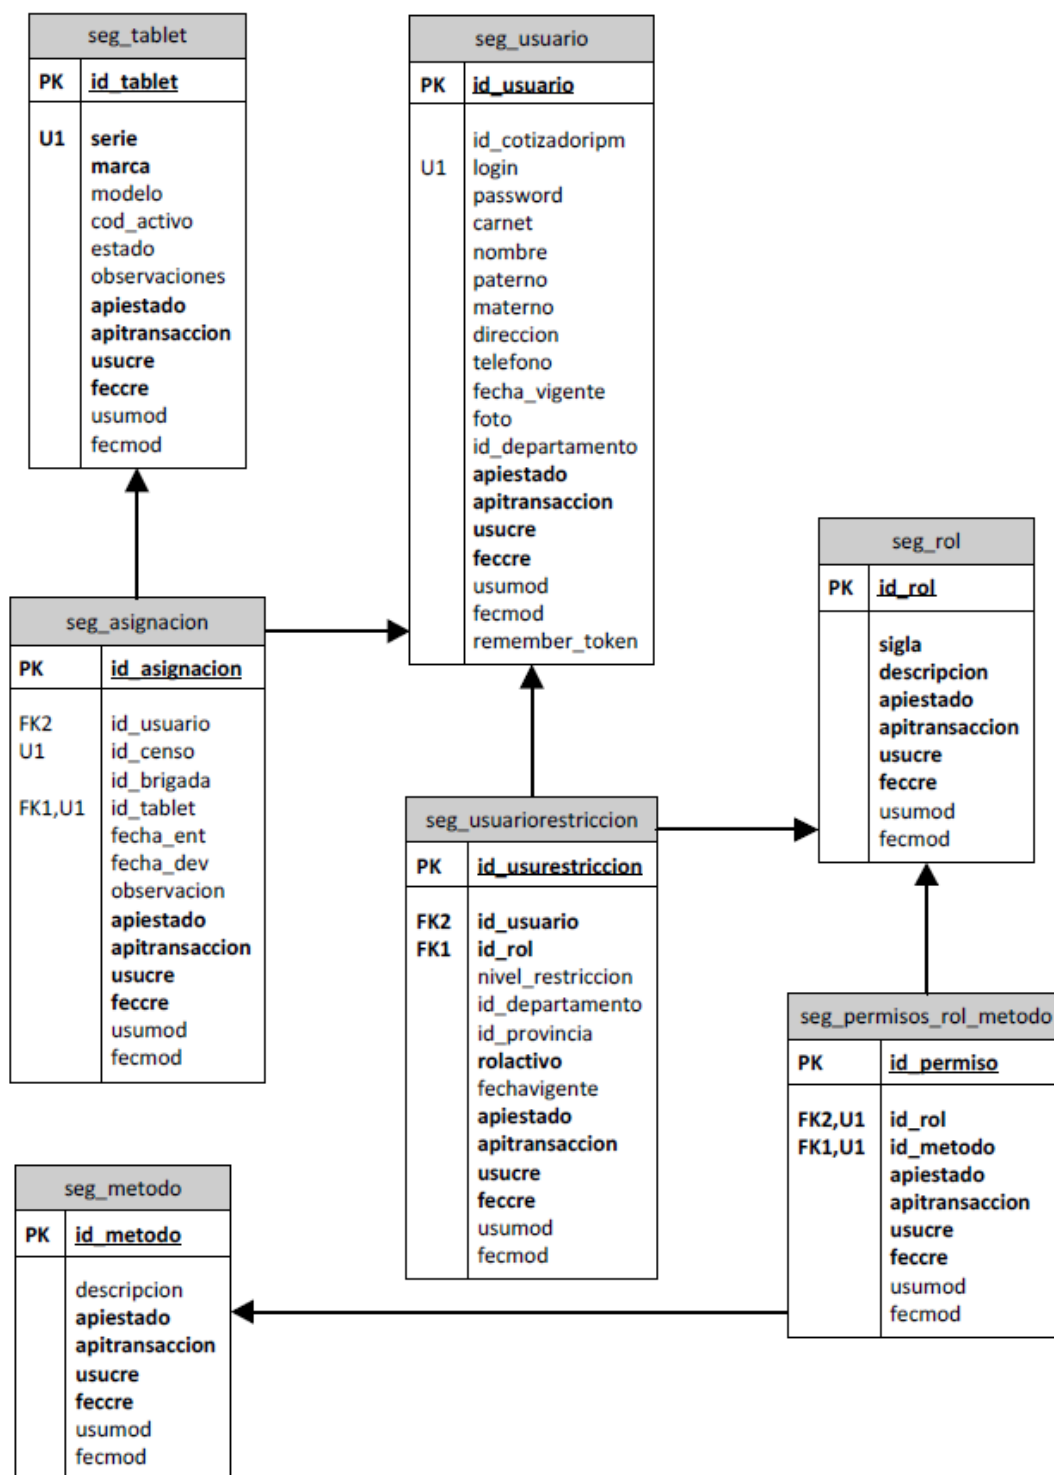 seg_tablet
PK id_tablet
U1 serie
marca
modelo
cod_activo
estado
observaciones
apiestado
apitransaccion
usucre
feccre
usumod
fecmod
seg_usuario
PK id_usuario
id_cotizadoripm
U1 login
password
carnet
nombre
paterno
materno
direccion
telefono
fecha_vigente
foto
id_departamento
apiestado
apitransaccion
usucre
feccre
usumod
fecmod
remember_token
seg_rol
PK id_rol
sigla
descripcion
apiestado
apitransaccion
usucre
feccre
usumod
fecmod
seg_asignacion
PK id_asignacion
FK2 id_usuario
U1 id_censo
id_brigada
FK1,U1 id_tablet
fecha_ent
fecha_dev
observacion
apiestado
apitransaccion
usucre
feccre
usumod
fecmod
seg_usuariorestriccion
PK id_usurestriccion
FK2 id_usuario
FK1 id_rol
nivel_restriccion
id_departamento
id_provincia
rolactivo
fechavigente
apiestado
apitransaccion
usucre
feccre
usumod
fecmod
seg_permisos_rol_metodo
PK id_permiso
FK2,U1 id_rol
FK1,U1 id_metodo
apiestado
apitransaccion
usucre
feccre
usumod
fecmod
seg_metodo
PK id_metodo
descripcion
apiestado
apitransaccion
usucre
feccre
usumod
fecmod